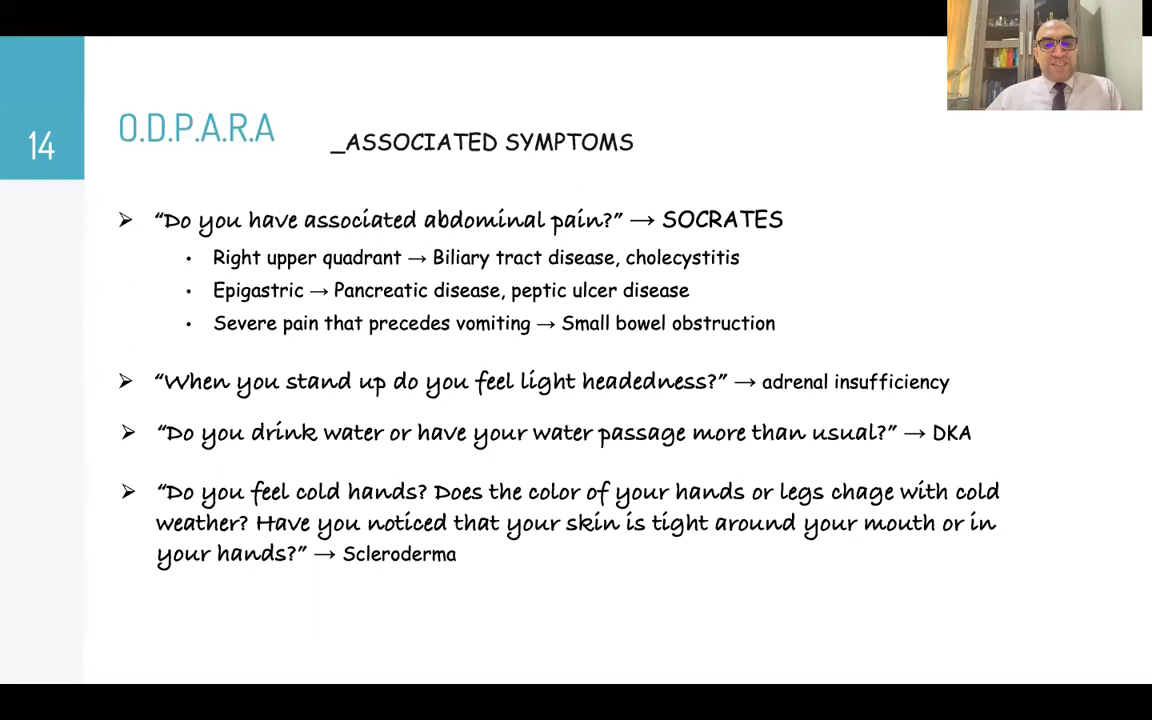 14
O.D.P.A.R.A
_ASSOCIATED SYMPTOMS
➢ “Do you have associated abdominal pain?” → SOCRATES
• Right upper quadrant → Biliary tract disease, cholecystitis
• Epigastric → Pancreatic disease, peptic ulcer disease
• Severe pain that precedes vomiting → Small bowel obstruction
➢ “When you stand up do you feel light headedness?” → adrenal insufficiency
➢ “Do you drink water or have your water passage more than usual?” → DKA
➢ “Do you feel cold hands? Does the color of your hands or legs chage with cold
weather? Have you noticed that your skin is tight around your mouth or in
your hands?” → Scleroderma